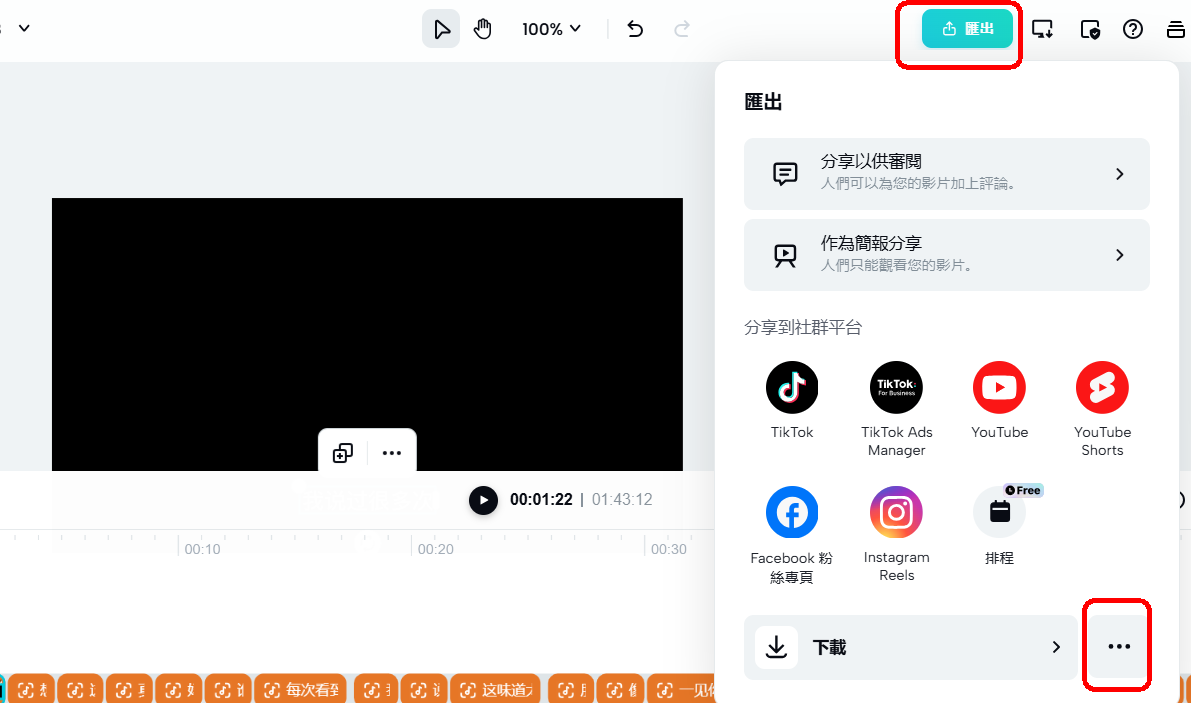 100%
匯出
匯出
分享以供審閱
人們可以為您的影片加上評論。
作為簡報分享
人們只能觀看您的影片。
分享到社群平台
TikTok
For Business
TikTok
TikTok Ads
Manager
YouTube
YouTube
Shorts
Free
Facebook 粉
絲專頁
Instagram
Reels
排程
00:01:22 | 01:43:12
00:10
00:20
00:30
下載
每次看到
这味道
一见